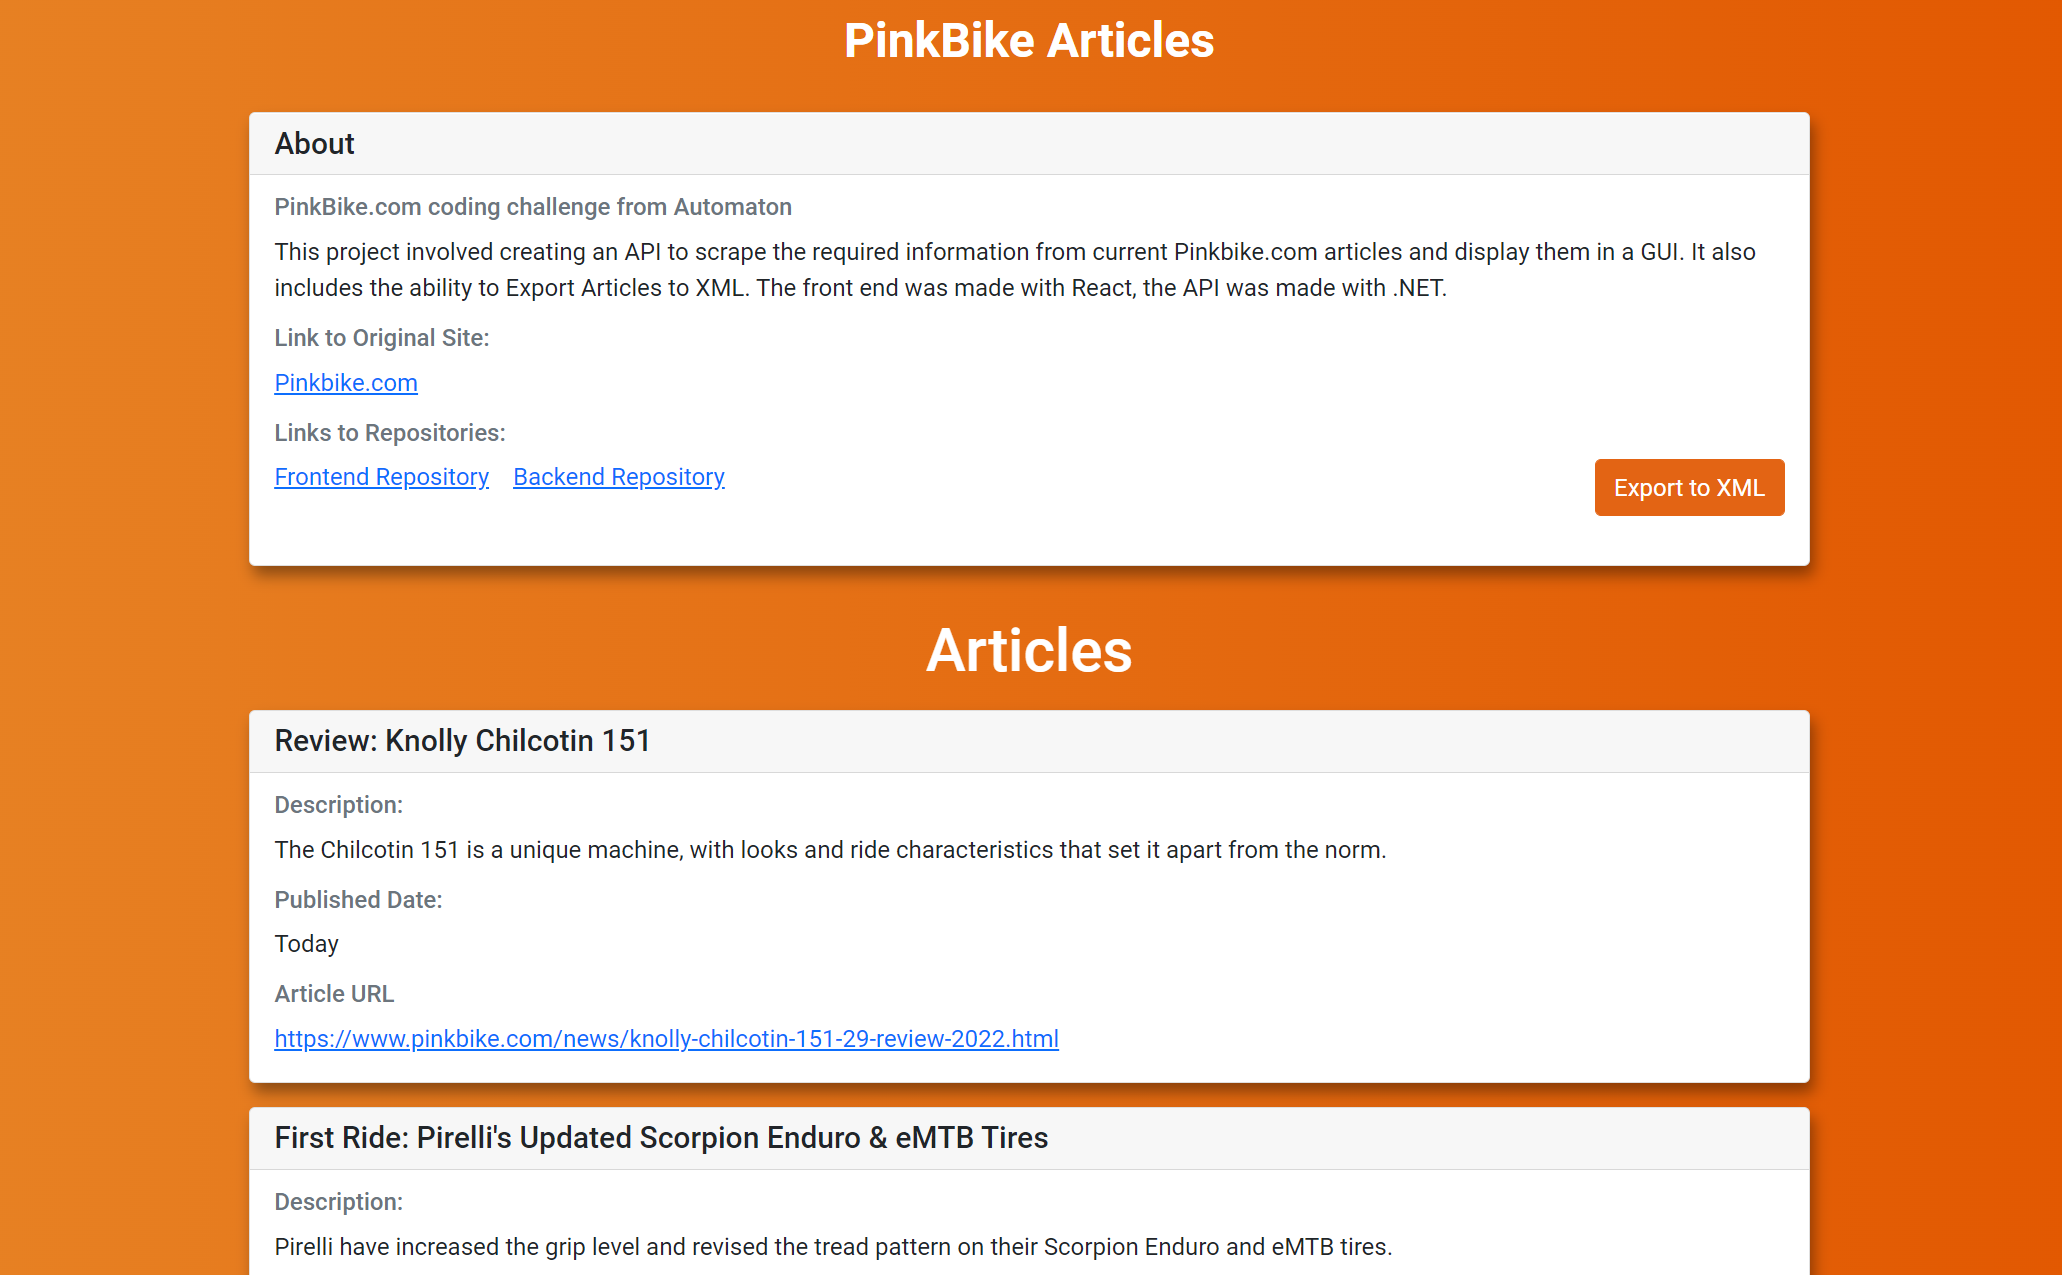 PinkBike Articles
About
PinkBike.com coding challenge from Automaton
This project involved creating an API to scrape the required information from current Pinkbike.com articles and display them in a GUI. It also
includes the ability to Export Articles to XML. The front end was made with React, the API was made with .NET.
Link to Original Site:
Pinkbike.com
Links to Repositories:
Frontend Repository Backend Repository
Export to XML
Articles
Review: Knolly Chilcotin 151
Description:
The Chilcotin 151 is a unique machine, with looks and ride characteristics that set it apart from the norm.
Published Date:
Today
Article URL
https://www.pinkbike.com/news/knolly-chilcotin-151-29-review-2022.html
First Ride: Pirelli's Updated Scorpion Enduro & eMTB Tires
Description:
Pirelli have increased the grip level and revised the tread pattern on their Scorpion Enduro and eMTB tires.